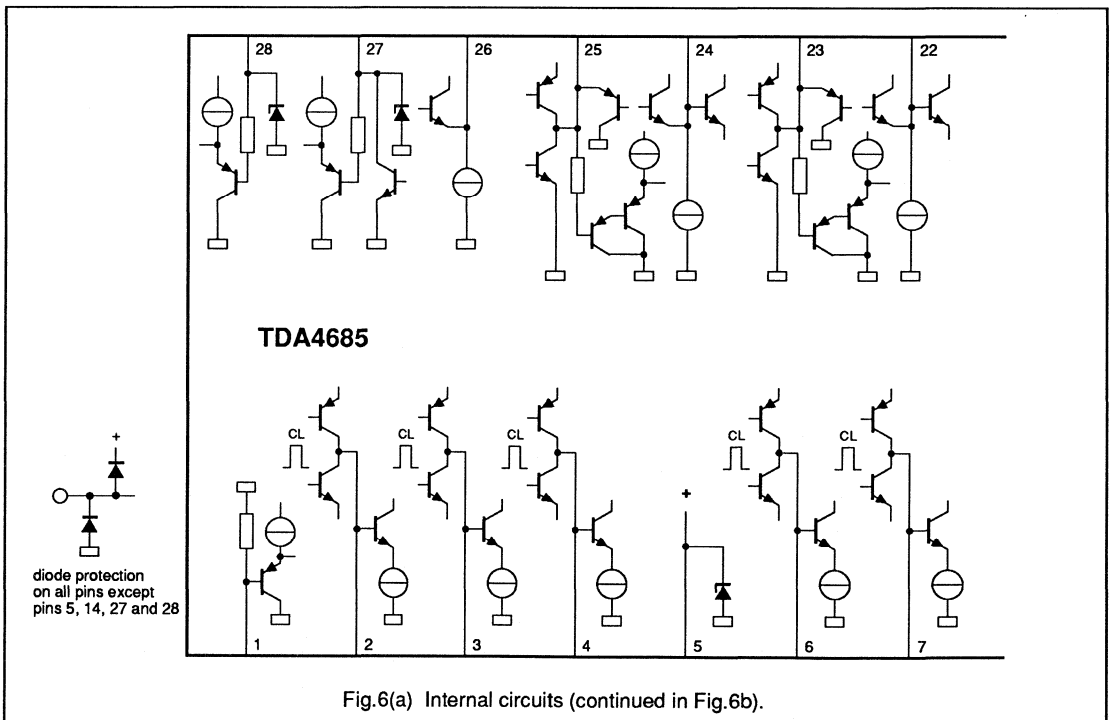 28 27 26 25 24 23 22
TDA4685
CL CL CL CL CL
+
+
diode protection
on all pins except
pins 5, 14, 27 and 28
1 2 3 4 5 6 7
Fig.6(a) Internal circuits (continued in Fig.6b).